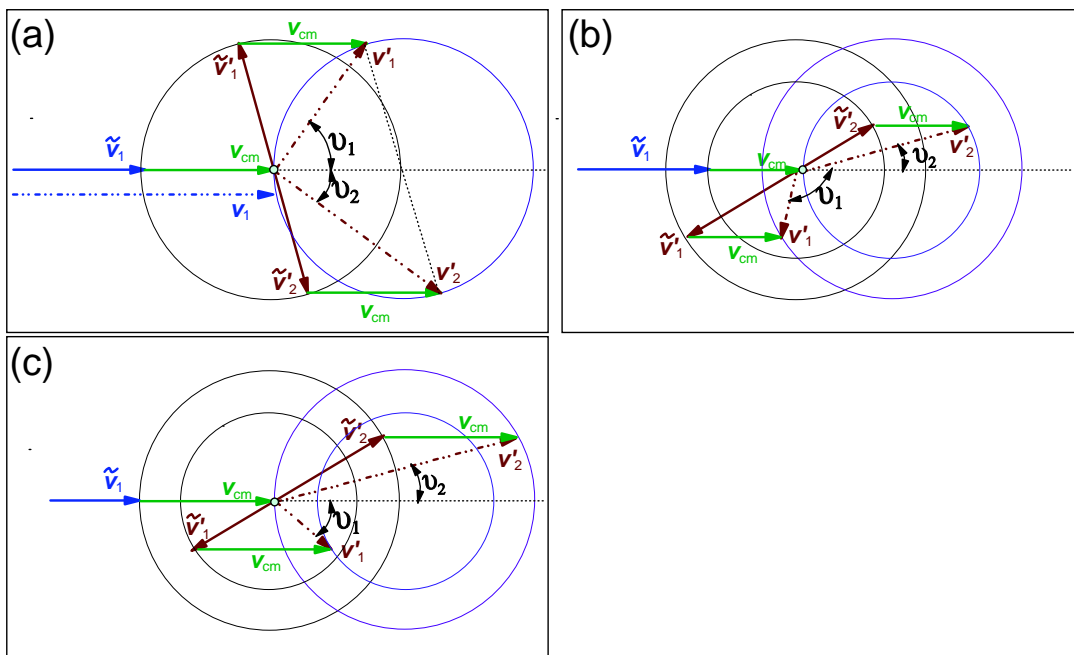 (a)
v_cm
ṽ'₁
v'₁
υ₁
ṽ₁
v_cm
υ₂
v₁
ṽ'₂
v'₂
v_cm
(b)
ṽ'₂
v_cm
v'₂
ṽ₁
v_cm
υ₂
υ₁
ṽ'₁
v'₁
v_cm
(c)
ṽ'₂
v_cm
v'₂
ṽ₁
v_cm
υ₂
υ₁
ṽ'₁
v'₁
v_cm